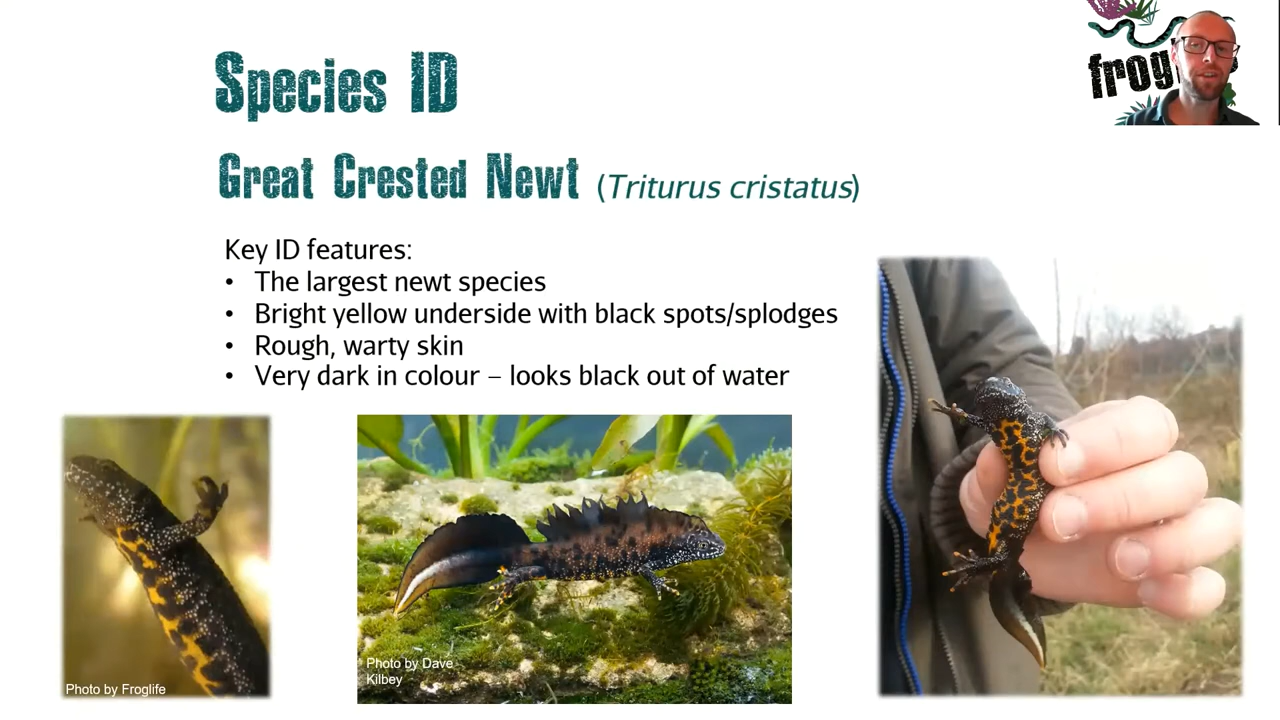 Species ID
Great Crested Newt (Triturus cristatus)
Key ID features:
• The largest newt species
• Bright yellow underside with black spots/splodges
• Rough, warty skin
• Very dark in colour – looks black out of water
Photo by Froglife
Photo by Dave
Kilbey